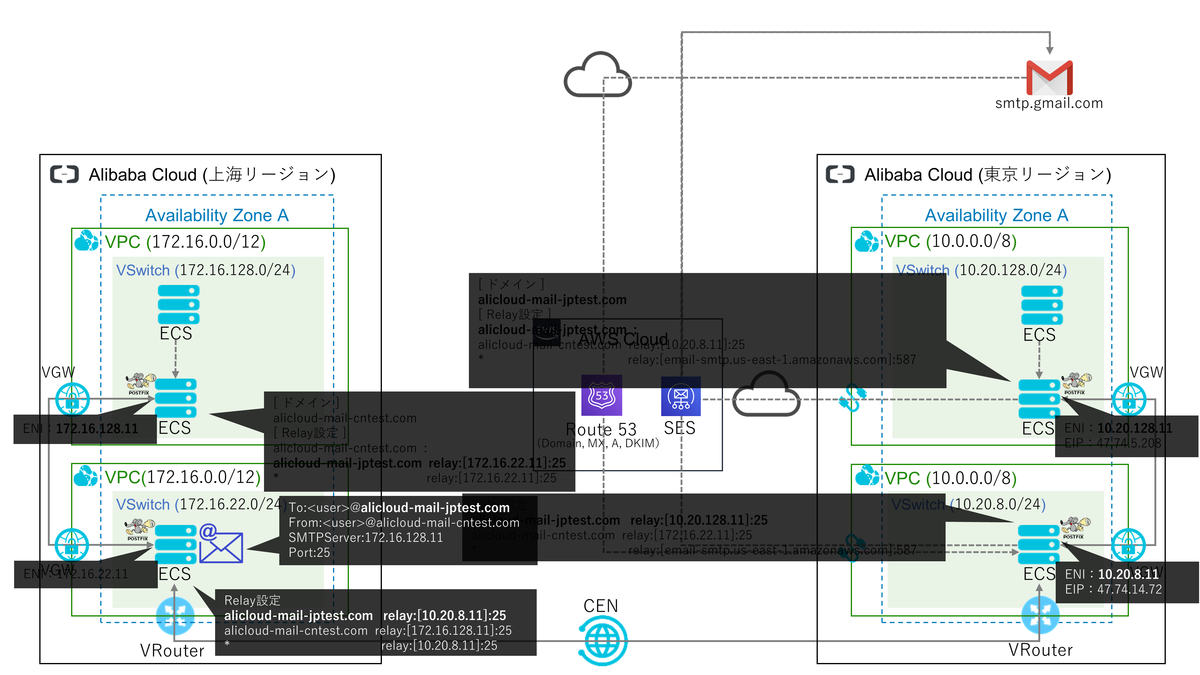 smtp.gmail.com
Alibaba Cloud (上海リージョン)
Availability Zone A
VPC (172.16.0.0/12)
VSwitch (172.16.128.0/24)
ECS
VGW
POSTFIX
ECS
ENI：172.16.128.11
[ ドメイン ]
alicloud-mail-cntest.com
[ Relay設定 ]
alicloud-mail-cntest.com :
alicloud-mail-jptest.com relay:[172.16.22.11]:25
* relay:[172.16.22.11]:25
VPC(172.16.0.0/12)
VSwitch (172.16.22.0/24)
POSTFIX
@
ECS
VGW
ENI：172.16.22.11
To:<user>@alicloud-mail-jptest.com
From:<user>@alicloud-mail-cntest.com
SMTPServer:172.16.128.11
Port:25
Relay設定
alicloud-mail-jptest.com relay:[10.20.8.11]:25
alicloud-mail-cntest.com relay:[172.16.128.11]:25
* relay:[10.20.8.11]:25
VRouter
CEN
[ ドメイン ]
alicloud-mail-jptest.com
[ Relay設定 ]
alicloud-mail-jptest.com :
alicloud-mail-cntest.com relay:[10.20.8.11]:25
* relay:[email-smtp.us-east-1.amazonaws.com]:587
AWS Cloud
53
Route 53
(Domain, MX, A, DKIM)
SES
alicloud-mail-jptest.com relay:[10.20.128.11]:25
alicloud-mail-cntest.com relay:[172.16.22.11]:25
* relay:[email-smtp.us-east-1.amazonaws.com]:587
Alibaba Cloud (東京リージョン)
Availability Zone A
VPC (10.0.0.0/8)
VSwitch (10.20.128.0/24)
ECS
VGW
POSTFIX
ECS
ENI：10.20.128.11
EIP：47.74.5.208
VPC (10.0.0.0/8)
VSwitch (10.20.8.0/24)
POSTFIX
ECS
VGW
ENI：10.20.8.11
EIP：47.74.14.72
VRouter